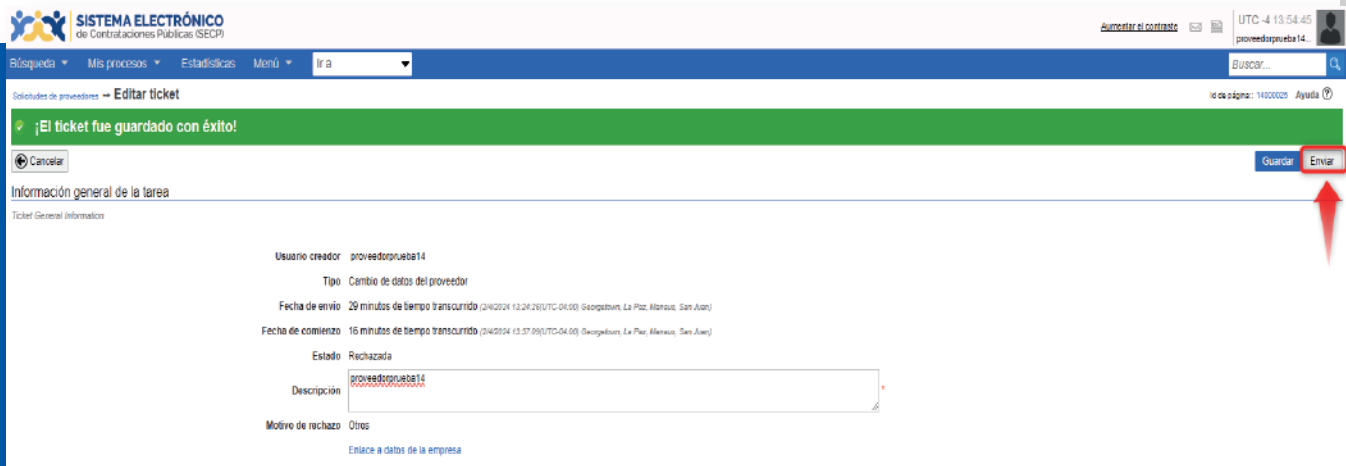 SISTEMA ELECTRÓNICO
de Contrataciones Públicas (SECP)
Aumentar el contraste
UTC -4 13:54:45
proveedorprueba14...
Búsqueda Mis procesos Estadísticas Menú Ir a Buscar...
Solicitudes de proveedores → Editar ticket
Id de página:: 14000025 Ayuda
¡El ticket fue guardado con éxito!
Cancelar Guardar Enviar
Información general de la tarea
Ticket General Information
Usuario creador proveedorprueba14
Tipo Cambio de datos del proveedor
Fecha de envío 29 minutos de tiempo transcurrido (2/4/2024 13:24:26(UTC-04:00) Georgetown, La Paz, Manaus, San Juan)
Fecha de comienzo 16 minutos de tiempo transcurrido (2/4/2024 13:37:09(UTC-04:00) Georgetown, La Paz, Manaus, San Juan)
Estado Rechazada
Descripción proveedorprueba14 *
Motivo de rechazo Otros
Enlace a datos de la empresa